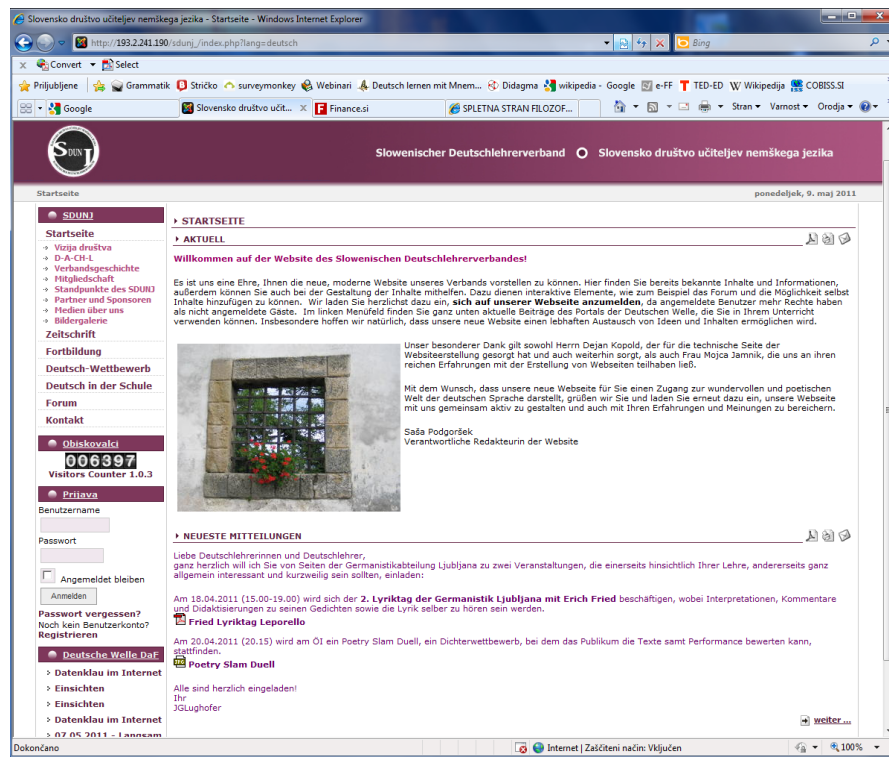 Slovensko društvo učiteljev nemškega jezika - Startseite - Windows Internet Explorer
http://193.2.241.190/sdunj_/index.php?lang=deutsch
Bing
x Convert Select
Priljubljene Grammatik Stričko surveymonkey Webinari Deutsch lernen mit Mnem... Didagma wikipedia - Google e-FF TED-ED Wikipedija COBISS.SI
Google Slovensko društvo učit... x Finance.si SPLETNA STRAN FILOZOF... Stran Varnost Orodja
SDUNJ
Slowenischer Deutschlehrerverband Slovensko društvo učiteljev nemškega jezika
Startseite ponedeljek, 9. maj 2011
SDUNJ
Startseite
Vizija društva
D-A-CH-L
Verbandsgeschichte
Mitgliedschaft
Standpunkte des SDUNJ
Partner und Sponsoren
Medien über uns
Bildergalerie
Zeitschrift
Fortbildung
Deutsch-Wettbewerb
Deutsch in der Schule
Forum
Kontakt
Obiskovalci
006397
Visitors Counter 1.0.3
Prijava
Benutzername
Passwort
Angemeldet bleiben
Anmelden
Passwort vergessen?
Noch kein Benutzerkonto?
Registrieren
Deutsche Welle DaF
Datenklau im Internet
Einsichten
Einsichten
Datenklau im Internet
07.05.2011 - Langsam
STARTSEITE
AKTUELL
Willkommen auf der Website des Slowenischen Deutschlehrerverbandes!
Es ist uns eine Ehre, Ihnen die neue, moderne Website unseres Verbands vorstellen zu können. Hier finden Sie bereits bekannte Inhalte und Informationen,
außerdem können Sie auch bei der Gestaltung der Inhalte mithelfen. Dazu dienen interaktive Elemente, wie zum Beispiel das Forum und die Möglichkeit selbst
Inhalte hinzufügen zu können. Wir laden Sie herzlichst dazu ein, sich auf unserer Webseite anzumelden, da angemeldete Benutzer mehr Rechte haben
als nicht angemeldete Gäste. Im linken Menüfeld finden Sie ganz unten aktuelle Beiträge des Portals der Deutschen Welle, die Sie in Ihrem Unterricht
verwenden können. Insbesondere hoffen wir natürlich, dass unsere neue Website einen lebhaften Austausch von Ideen und Inhalten ermöglichen wird.
Unser besonderer Dank gilt sowohl Herrn Dejan Kopold, der für die technische Seite der
Websiteerstellung gesorgt hat und auch weiterhin sorgt, als auch Frau Mojca Jamnik, die uns an ihren
reichen Erfahrungen mit der Erstellung von Webseiten teilhaben ließ.
Mit dem Wunsch, dass unsere neue Webseite für Sie einen Zugang zur wundervollen und poetischen
Welt der deutschen Sprache darstellt, grüßen wir Sie und laden Sie erneut dazu ein, unsere Webseite
mit uns gemeinsam aktiv zu gestalten und auch mit Ihren Erfahrungen und Meinungen zu bereichern.
Saša Podgoršek
Verantwortliche Redakteurin der Website
NEUESTE MITTEILUNGEN
Liebe Deutschlehrerinnen und Deutschlehrer,
ganz herzlich will ich Sie von Seiten der Germanistikabteilung Ljubljana zu zwei Veranstaltungen, die einerseits hinsichtlich Ihrer Lehre, andererseits ganz
allgemein interessant und kurzweilig sein sollten, einladen:
Am 18.04.2011 (15.00-19.00) wird sich der 2. Lyriktag der Germanistik Ljubljana mit Erich Fried beschäftigen, wobei Interpretationen, Kommentare
und Didaktisierungen zu seinen Gedichten sowie die Lyrik selber zu hören sein werden.
Fried Lyriktag Leporello
Am 20.04.2011 (20.15) wird am ÖI ein Poetry Slam Duell, ein Dichterwettbewerb, bei dem das Publikum die Texte samt Performance bewerten kann,
stattfinden.
Poetry Slam Duell
Alle sind herzlich eingeladen!
Ihr
JGLughofer
weiter ...
Dokončano Internet | Zaščiteni način: Vključen 100%